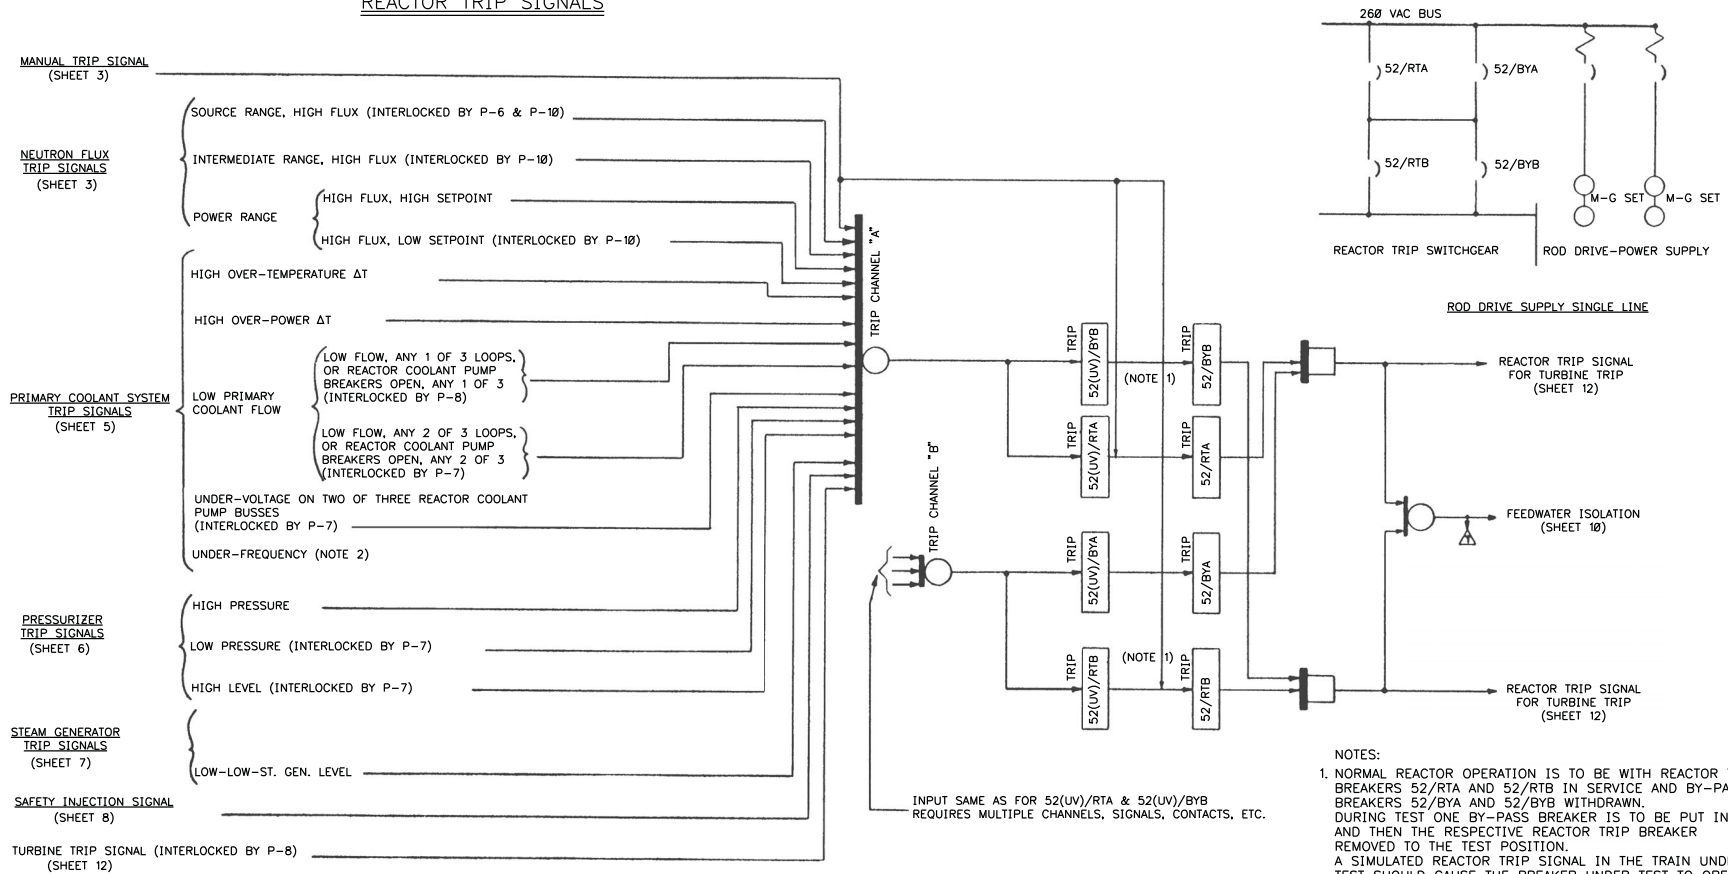 REACTOR TRIP SIGNALS
MANUAL TRIP SIGNAL
(SHEET 3)
NEUTRON FLUX
TRIP SIGNALS
(SHEET 3)
SOURCE RANGE, HIGH FLUX (INTERLOCKED BY P-6 & P-10)
INTERMEDIATE RANGE, HIGH FLUX (INTERLOCKED BY P-10)
POWER RANGE
HIGH FLUX, HIGH SETPOINT
HIGH FLUX, LOW SETPOINT (INTERLOCKED BY P-10)
PRIMARY COOLANT SYSTEM
TRIP SIGNALS
(SHEET 5)
HIGH OVER-TEMPERATURE ΔT
HIGH OVER-POWER ΔT
LOW PRIMARY
COOLANT FLOW
LOW FLOW, ANY 1 OF 3 LOOPS,
OR REACTOR COOLANT PUMP
BREAKERS OPEN, ANY 1 OF 3
(INTERLOCKED BY P-8)
LOW FLOW, ANY 2 OF 3 LOOPS,
OR REACTOR COOLANT PUMP
BREAKERS OPEN, ANY 2 OF 3
(INTERLOCKED BY P-7)
UNDER-VOLTAGE ON TWO OF THREE REACTOR COOLANT
PUMP BUSSES
(INTERLOCKED BY P-7)
UNDER-FREQUENCY (NOTE 2)
PRESSURIZER
TRIP SIGNALS
(SHEET 6)
HIGH PRESSURE
LOW PRESSURE (INTERLOCKED BY P-7)
HIGH LEVEL (INTERLOCKED BY P-7)
STEAM GENERATOR
TRIP SIGNALS
(SHEET 7)
LOW-LOW-ST. GEN. LEVEL
SAFETY INJECTION SIGNAL
(SHEET 8)
TURBINE TRIP SIGNAL (INTERLOCKED BY P-8)
(SHEET 12)
TRIP CHANNEL "A"
TRIP CHANNEL "B"
TRIP
52(UV)/BYB
(NOTE 1)
TRIP
52/BYB
TRIP
52(UV)/RTA
TRIP
52/RTA
TRIP
52(UV)/BYA
TRIP
52/BYA
TRIP
52(UV)/RTB
(NOTE 1)
TRIP
52/RTB
INPUT SAME AS FOR 52(UV)/RTA & 52(UV)/BYB
REQUIRES MULTIPLE CHANNELS, SIGNALS, CONTACTS, ETC.
260 VAC BUS
52/RTA
52/BYA
52/RTB
52/BYB
M-G SET
M-G SET
REACTOR TRIP SWITCHGEAR
ROD DRIVE-POWER SUPPLY
ROD DRIVE SUPPLY SINGLE LINE
REACTOR TRIP SIGNAL
FOR TURBINE TRIP
(SHEET 12)
FEEDWATER ISOLATION
(SHEET 10)
REACTOR TRIP SIGNAL
FOR TURBINE TRIP
(SHEET 12)
NOTES:
1. NORMAL REACTOR OPERATION IS TO BE WITH REACTOR
BREAKERS 52/RTA AND 52/RTB IN SERVICE AND BY-PA
BREAKERS 52/BYA AND 52/BYB WITHDRAWN.
DURING TEST ONE BY-PASS BREAKER IS TO BE PUT IN
AND THEN THE RESPECTIVE REACTOR TRIP BREAKER
REMOVED TO THE TEST POSITION.
A SIMULATED REACTOR TRIP SIGNAL IN THE TRAIN UNDE
TEST SHOULD CAUSE THE BREAKER UNDER TEST TO OPE